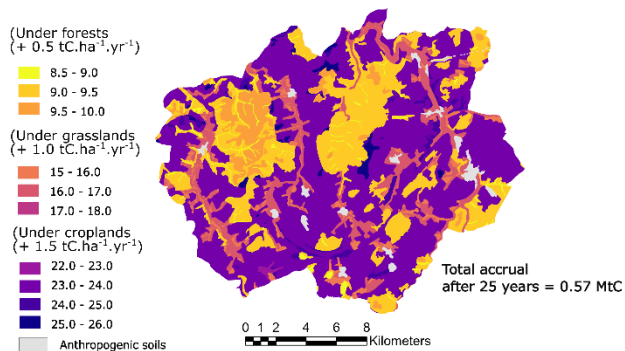 (Under forests
(+ 0.5 tC.ha⁻¹.yr⁻¹)
8.5 - 9.0
9.0 - 9.5
9.5 - 10.0
(Under grasslands
(+ 1.0 tC.ha⁻¹.yr⁻¹)
15 - 16.0
16.0 - 17.0
17.0 - 18.0
(Under croplands
(+ 1.5 tC.ha⁻¹.yr⁻¹)
22.0 - 23.0
23.0 - 24.0
24.0 - 25.0
25.0 - 26.0
Anthropogenic soils
Total accrual
after 25 years = 0.57 MtC
0 1 2 4 6 8
Kilometers